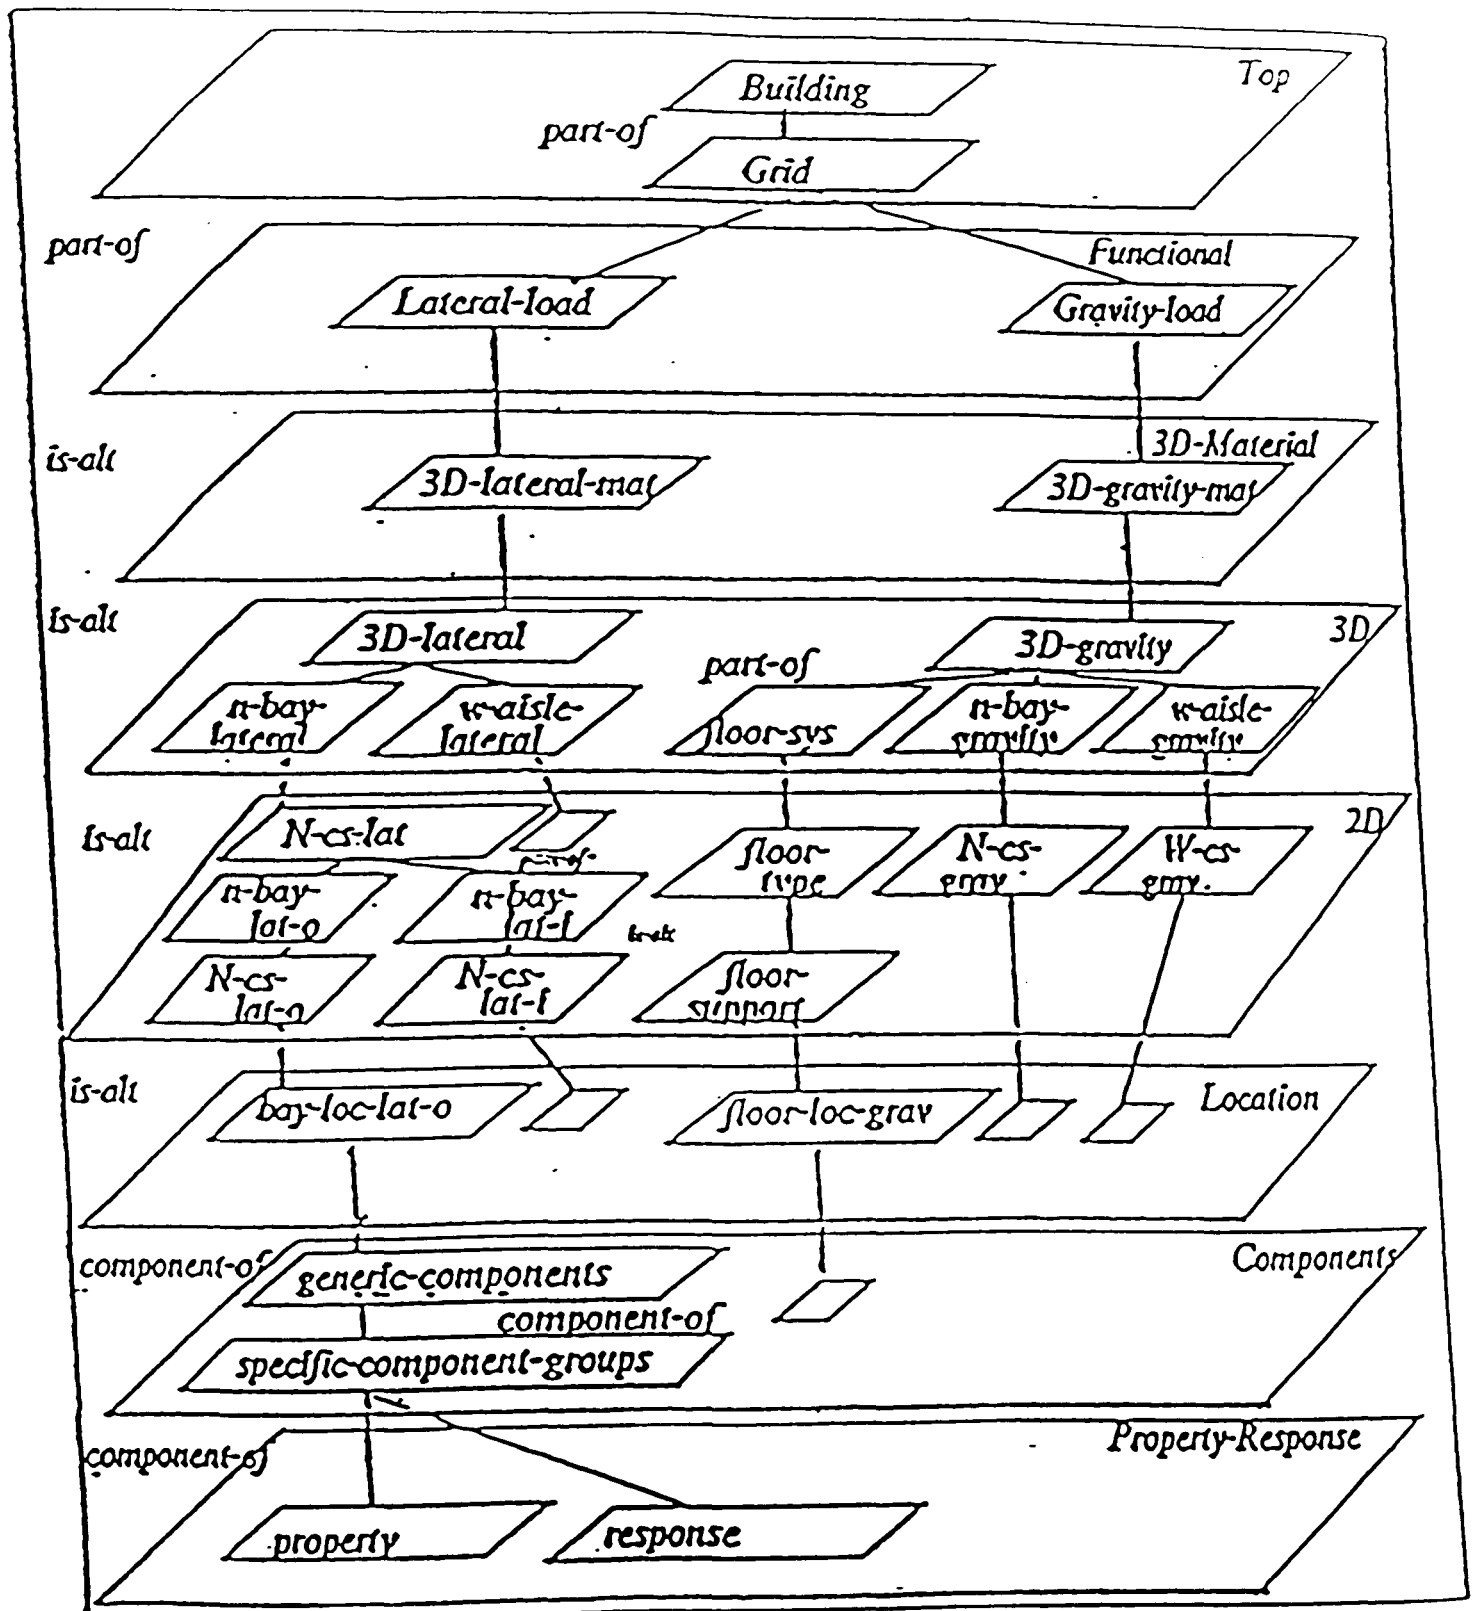 Top
Building
part-of
Grid
part-of
Functional
Lateral-load
Gravity-load
is-alt
3D-Material
3D-lateral-mat
3D-gravity-mat
is-alt
3D
3D-lateral
3D-gravity
part-of
n-bay-
lateral
w-aisle-
lateral
floor-sys
n-bay-
gravity
w-aisle-
gravity
is-alt
2D
N-cs-lat
part-of-
floor-
type
N-cs-
grav.
W-cs-
grav.
n-bay-
lat-o
n-bay-
lat-i
is-alt
N-cs-
lat-o
N-cs-
lat-i
floor-
support
is-alt
Location
bay-loc-lat-o
floor-loc-grav
component-of
Components
generic-components
component-of
specific-component-groups
component-of
Property-Response
property
response